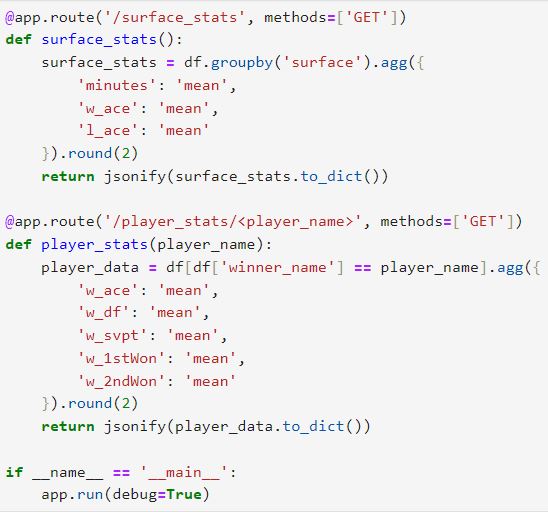 @app.route('/surface_stats', methods=['GET'])
def surface_stats():
    surface_stats = df.groupby('surface').agg({
        'minutes': 'mean',
        'w_ace': 'mean',
        'l_ace': 'mean'
    }).round(2)
    return jsonify(surface_stats.to_dict())

@app.route('/player_stats/<player_name>', methods=['GET'])
def player_stats(player_name):
    player_data = df[df['winner_name'] == player_name].agg({
        'w_ace': 'mean',
        'w_df': 'mean',
        'w_svpt': 'mean',
        'w_1stWon': 'mean',
        'w_2ndWon': 'mean'
    }).round(2)
    return jsonify(player_data.to_dict())

if __name__ == '__main__':
    app.run(debug=True)